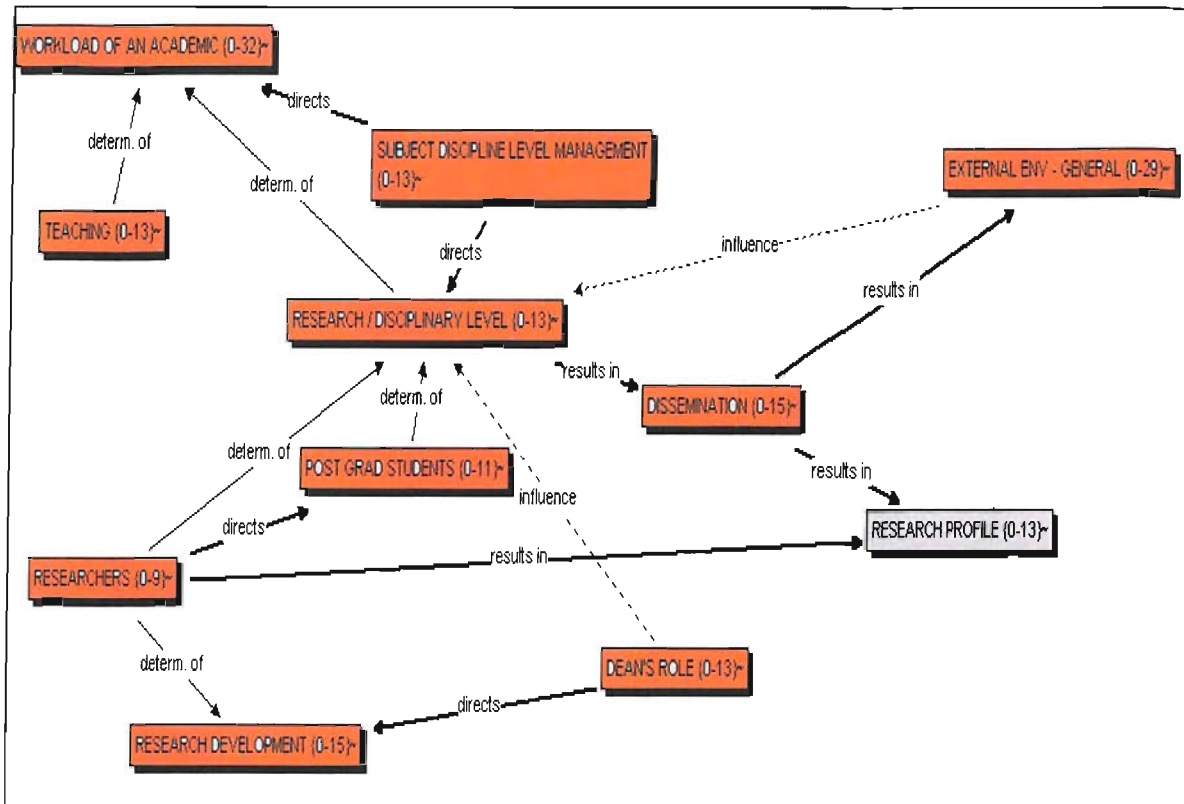 WORKLOAD OF AN ACADEMIC {0-32}~
directs
determ. of
SUBJECT DISCIPLINE LEVEL MANAGEMENT
{0-13}~
EXTERNAL ENV - GENERAL {0-29}~
determ. of
TEACHING {0-13}~
directs
influence
results in
RESEARCH / DISCIPLINARY LEVEL {0-13}~
results in
DISSEMINATION {0-15}~
determ. of
determ. of
POST GRAD STUDENTS {0-11}~
results in
influence
directs
RESEARCH PROFILE {0-13}~
results in
RESEARCHERS {0-9}~
determ. of
DEAN'S ROLE {0-13}~
directs
RESEARCH DEVELOPMENT {0-15}~